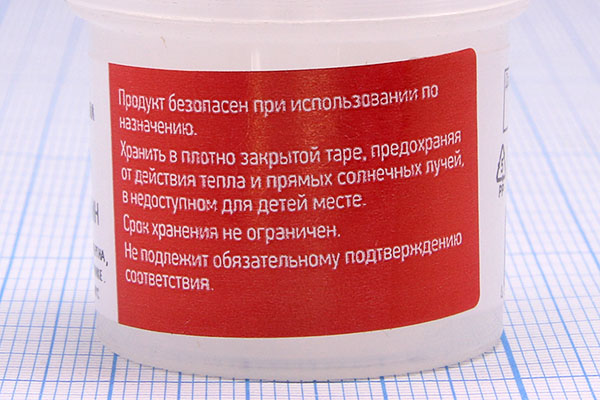 Продукт безопасен при использовании по
назначению.
Хранить в плотно закрытой таре, предохраняя
от действия тепла и прямых солнечных лучей,
в недоступном для детей месте.
Срок хранения не ограничен.
Не подлежит обязательному подтверждению
соответствия.